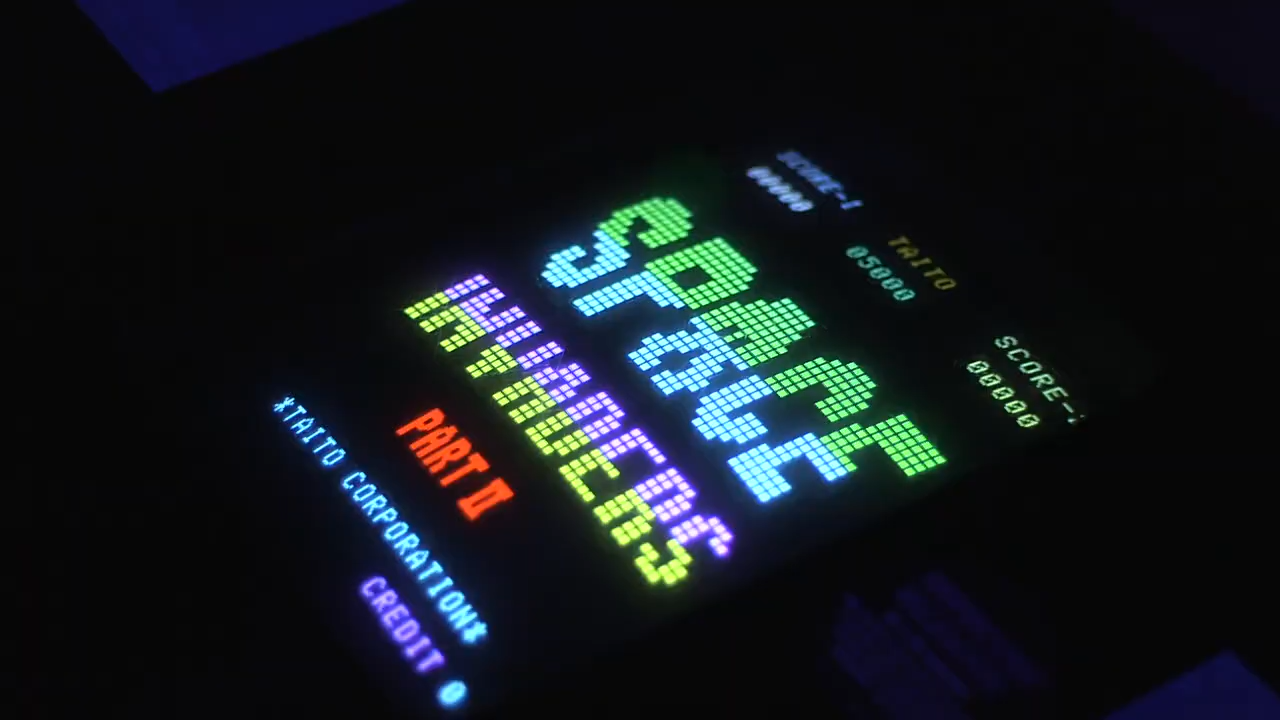 SCORE-1
00000
TAITO
05000
SCORE-2
00000
SPACE
INVADERS
PART II
*TAITO CORPORATION*
CREDIT 0